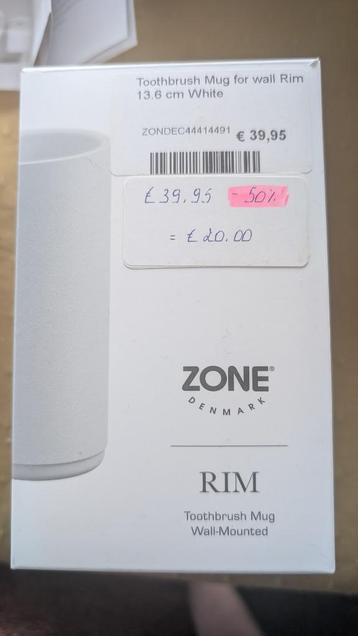 Toothbrush Mug for wall Rim
13.6 cm White
ZONDEC44414491 € 39,95
€ 39.95 - 50%
= € 20.00
ZONE®
DENMARK
RIM
Toothbrush Mug
Wall-Mounted